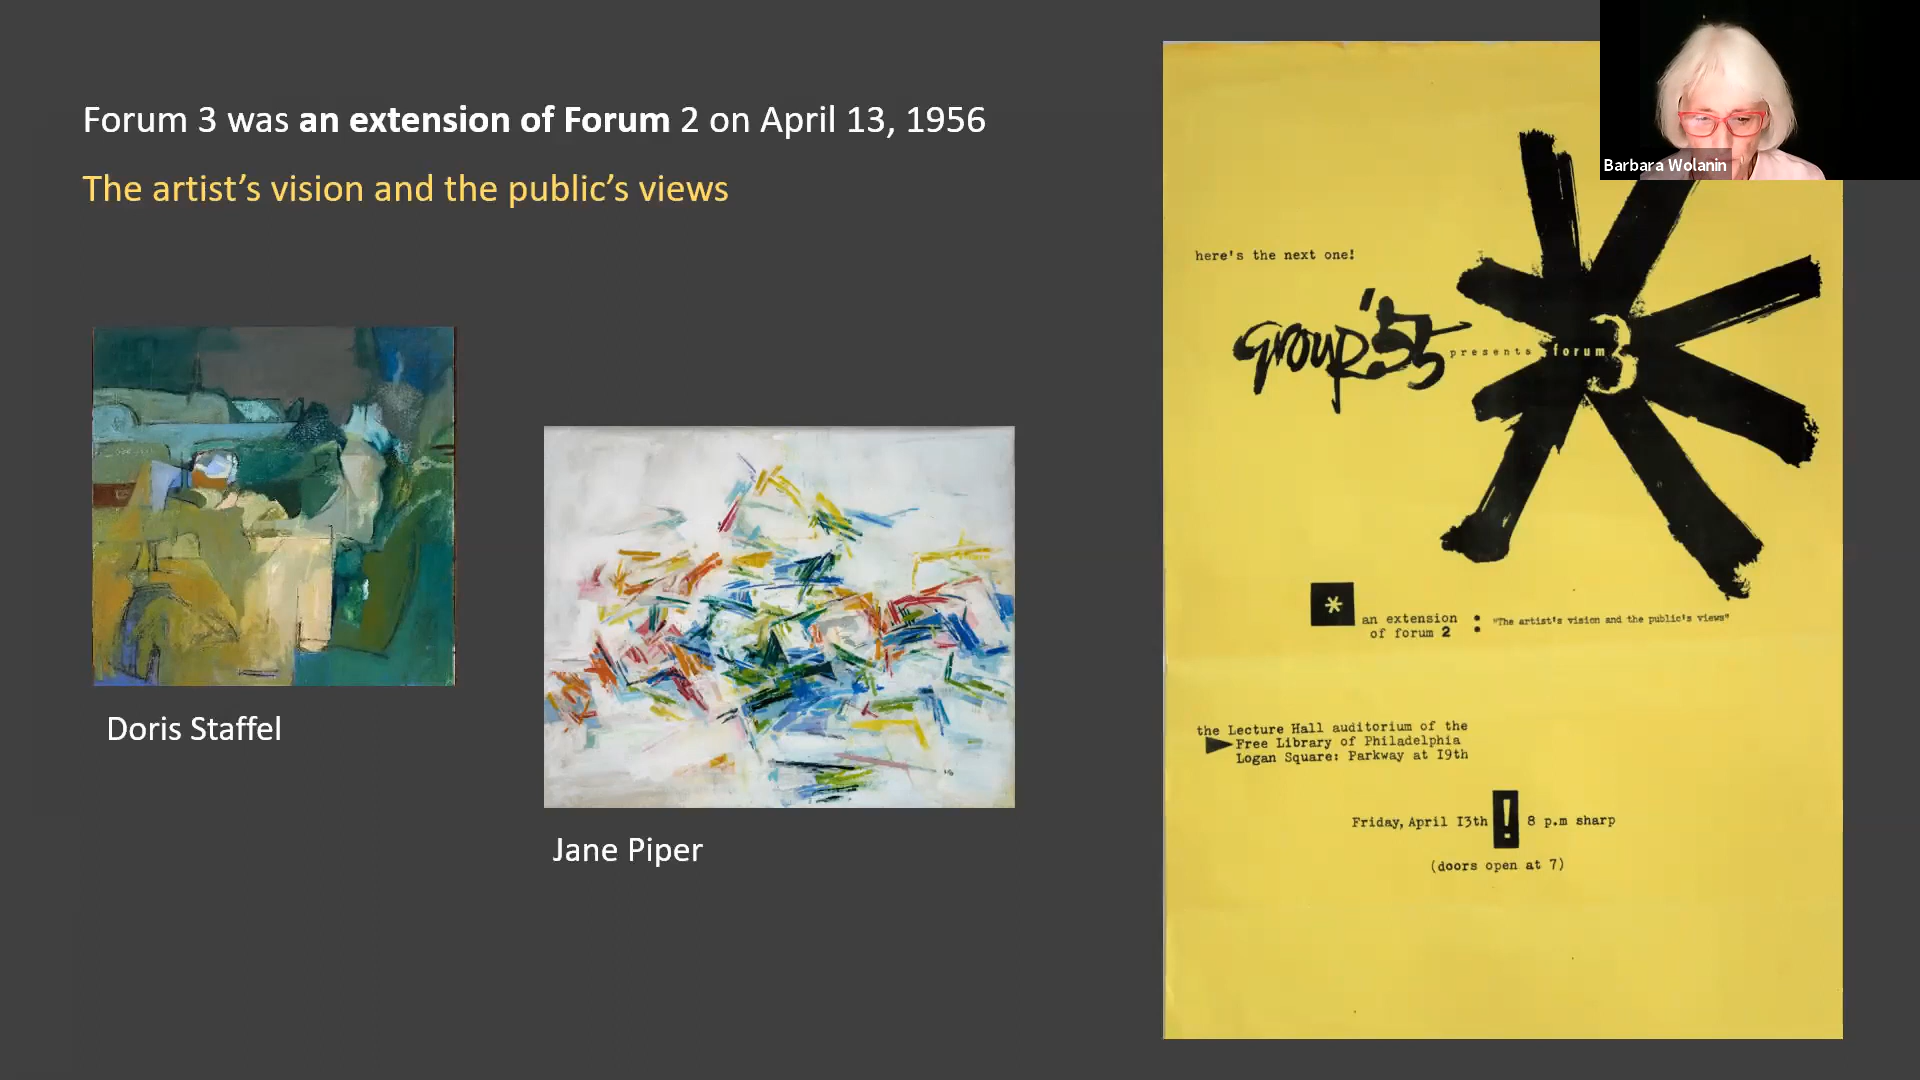 Forum 3 was an extension of Forum 2 on April 13, 1956
The artist's vision and the public's views
Doris Staffel
Jane Piper
Barbara Wolanin
here's the next one!
group '55 presents forum 3
* an extension
of forum 2 : "The artist's vision and the public's views"
the Lecture Hall auditorium of the
Free Library of Philadelphia
Logan Square: Parkway at I9th
Friday, April I3th ! 8 p.m sharp
(doors open at 7)